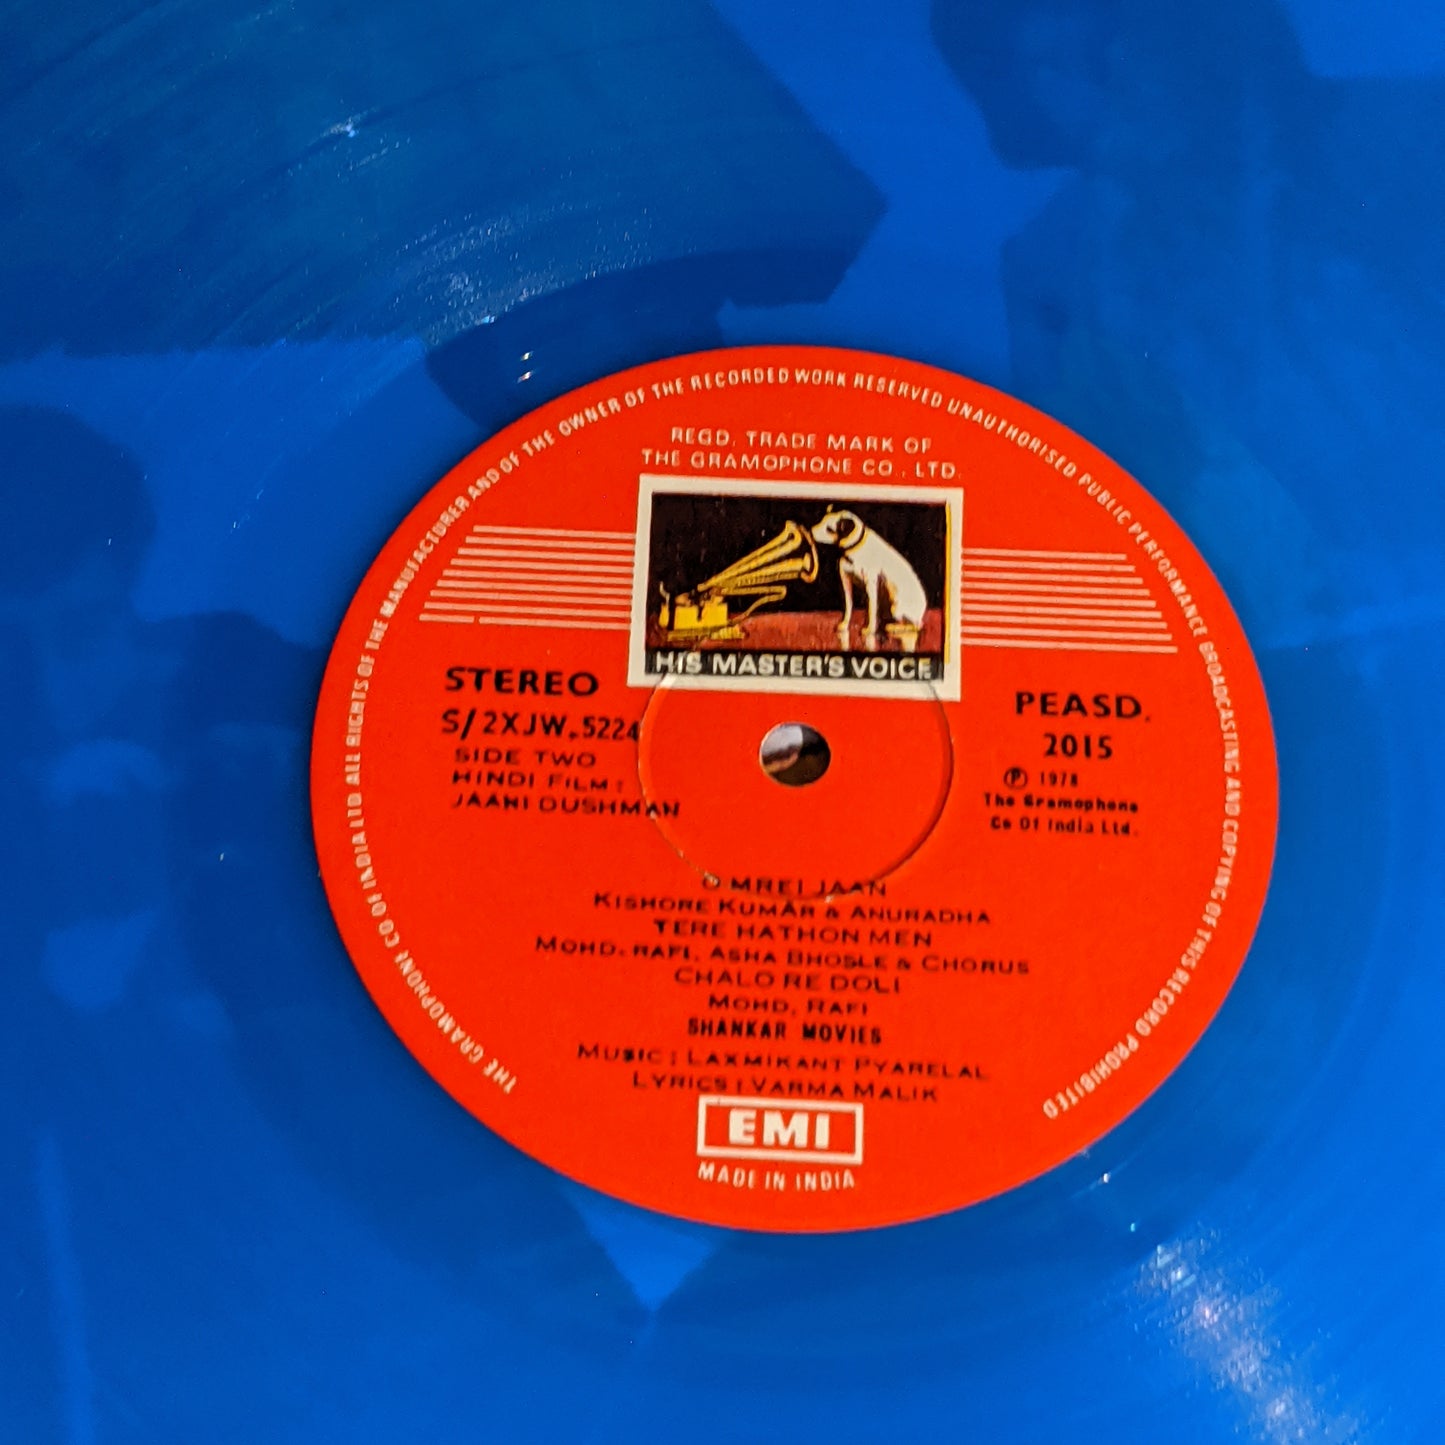 THE GRAMOPHONE CO OF INDIA LTD ALL RIGHTS OF THE MANUFACTURER AND OF THE OWNER OF THE RECORDED WORK RESERVED UNAUTHORISED PUBLIC PERFORMANCE BROADCASTING AND COPYING OF THIS RECORD PROHIBITED
REGD. TRADE MARK OF
THE GRAMOPHONE CO., LTD.
HIS MASTER'S VOICE
STEREO
S/2XJW.5224
SIDE TWO
HINDI FILM:
JAANI DUSHMAN
PEASD.
2015
℗ 1978
The Gramophone
Co Of India Ltd.
O MREI JAAN
KISHORE KUMAR & ANURADHA
TERE HATHON MEN
MOHD. RAFI, ASHA BHOSLE & CHORUS
CHALO RE DOLI
MOHD, RAFI
SHANKAR MOVIES
MUSIC: LAXMIKANT PYARELAL
LYRICS: VARMA MALIK
EMI
MADE IN INDIA